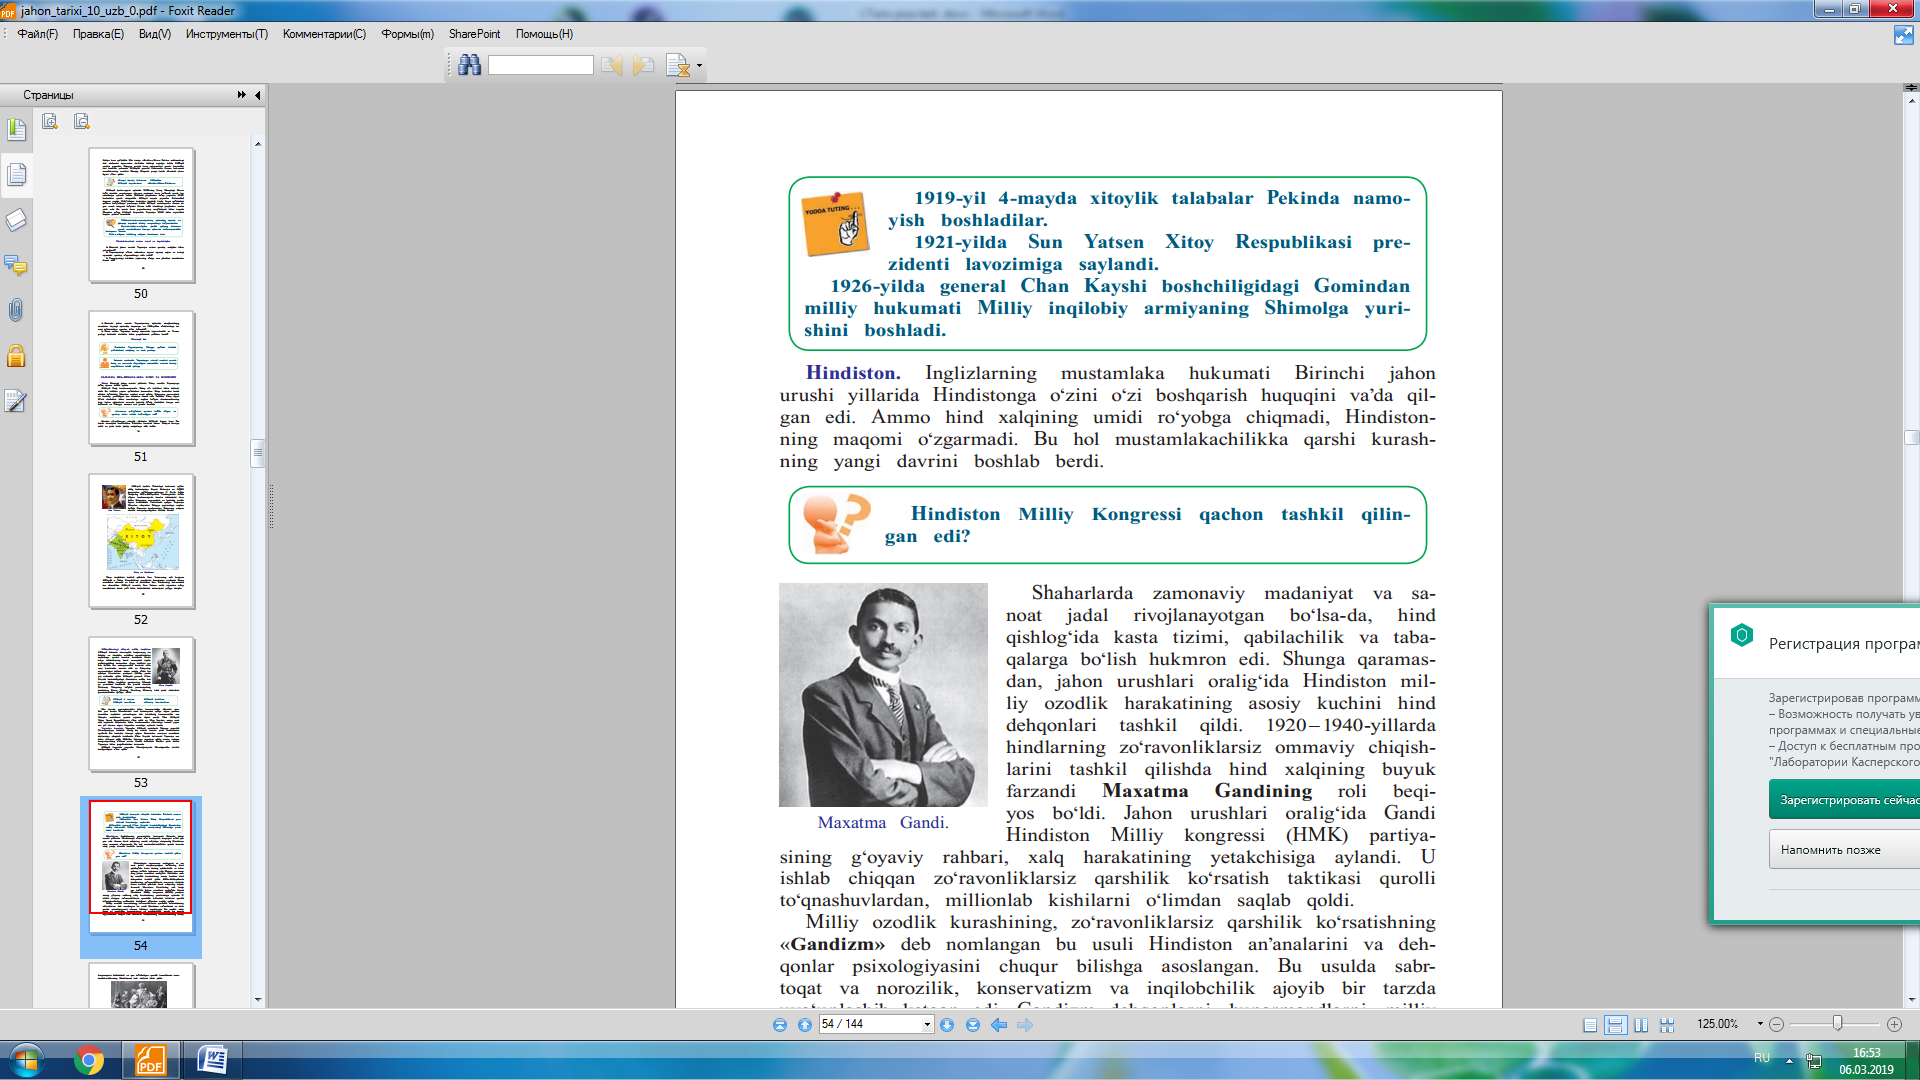 jahon_tarixi_10_uzb_0.pdf - Foxit Reader
Файл(F) Правка(E) Вид(V) Инструменты(T) Комментарии(C) Формы(m) SharePoint Помощь(H)
Страницы
50
51
52
53
54
YODDA TUTING...
1919-yil 4-mayda xitoylik talabalar Pekinda namo-
yish boshladilar.
1921-yilda Sun Yatsen Xitoy Respublikasi pre-
zidenti lavozimiga saylandi.
1926-yilda general Chan Kayshi boshchiligidagi Gomindan
milliy hukumati Milliy inqilobiy armiyaning Shimolga yuri-
shini boshladi.
Hindiston. Inglizlarning mustamlaka hukumati Birinchi jahon
urushi yillarida Hindistonga o‘zini o‘zi boshqarish huquqini va’da qil-
gan edi. Ammo hind xalqining umidi ro‘yobga chiqmadi, Hindiston-
ning maqomi o‘zgarmadi. Bu hol mustamlakachilikka qarshi kurash-
ning yangi davrini boshlab berdi.
Hindiston Milliy Kongressi qachon tashkil qilin-
gan edi?
Shaharlarda zamonaviy madaniyat va sa-
noat jadal rivojlanayotgan bo‘lsa-da, hind
qishlog‘ida kasta tizimi, qabilachilik va taba-
qalarga bo‘lish hukmron edi. Shunga qaramas-
dan, jahon urushlari oralig‘ida Hindiston mil-
liy ozodlik harakatining asosiy kuchini hind
dehqonlari tashkil qildi. 1920–1940-yillarda
hindlarning zo‘ravonliklarsiz ommaviy chiqish-
larini tashkil qilishda hind xalqining buyuk
farzandi Maxatma Gandining roli beqi-
yos bo‘ldi. Jahon urushlari oralig‘ida Gandi
Hindiston Milliy kongressi (HMK) partiya-
Maxatma Gandi.
sining g‘oyaviy rahbari, xalq harakatining yetakchisiga aylandi. U
ishlab chiqqan zo‘ravonliklarsiz qarshilik ko‘rsatish taktikasi qurolli
to‘qnashuvlardan, millionlab kishilarni o‘limdan saqlab qoldi.
Milliy ozodlik kurashining, zo‘ravonliklarsiz qarshilik ko‘rsatishning
«Gandizm» deb nomlangan bu usuli Hindiston an’analarini va deh-
qonlar psixologiyasini chuqur bilishga asoslangan. Bu usulda sabr-
toqat va norozilik, konservatizm va inqilobchilik ajoyib bir tarzda
Регистрация програм
Зарегистрировав программ
– Возможность получать ув
программах и специальные
– Доступ к бесплатным про
"Лаборатории Касперского
Зарегистрировать сейчас
Напомнить позже
54 / 144
125.00%
RU
16:53
06.03.2019